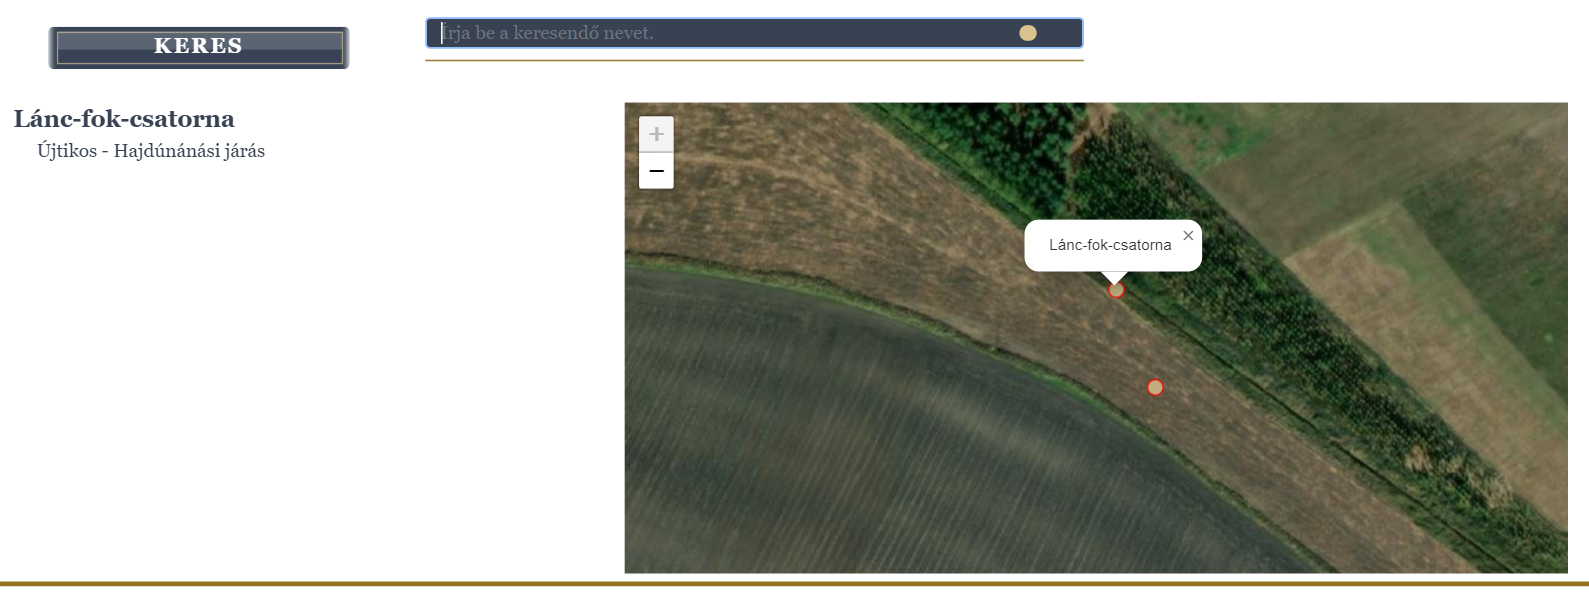 KERES
Írja be a keresendő nevet.
Lánc-fok-csatorna
Újtikos - Hajdúnánási járás
+
−
Lánc-fok-csatorna ×